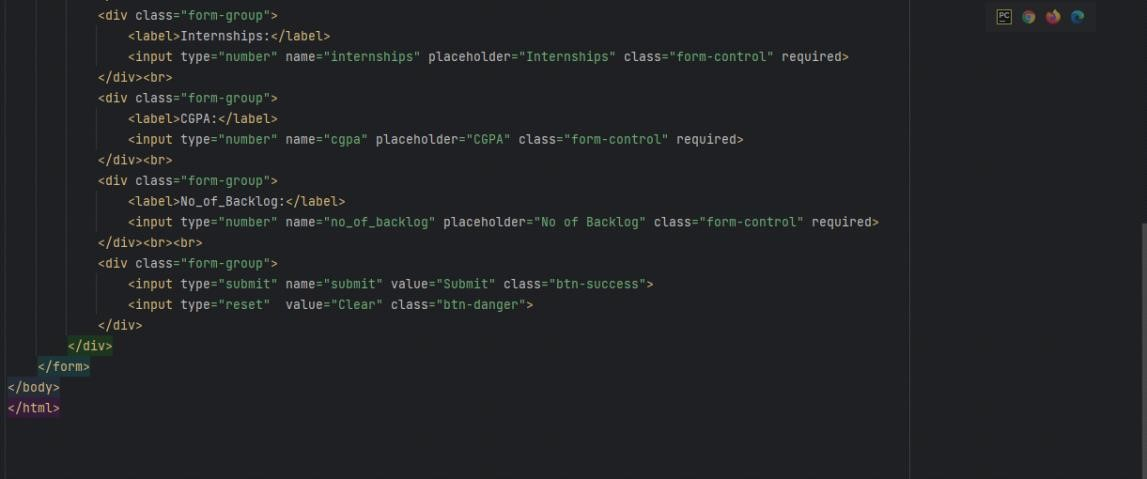 <div class="form-group">
<label>Internships:</label>
<input type="number" name="internships" placeholder="Internships" class="form-control" required>
</div><br>
<div class="form-group">
<label>CGPA:</label>
<input type="number" name="cgpa" placeholder="CGPA" class="form-control" required>
</div><br>
<div class="form-group">
<label>No_of_Backlog:</label>
<input type="number" name="no_of_backlog" placeholder="No of Backlog" class="form-control" required>
</div><br><br>
<div class="form-group">
<input type="submit" name="submit" value="Submit" class="btn-success">
<input type="reset"  value="Clear" class="btn-danger">
</div>
</div>
</form>
</body>
</html>
PC